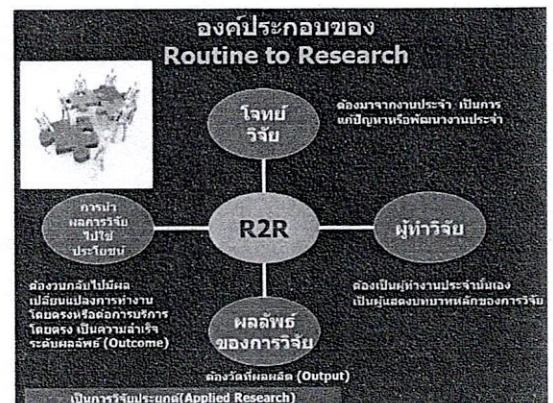 องค์ประกอบของ
Routine to Research
โจทย์
วิจัย
ต้องมาจากงานประจำ เป็นการ
แก้ปัญหาหรือพัฒนางานประจำ
การนำ
ผลการวิจัย
ไปใช้
ประโยชน์
R2R
ผู้ทำวิจัย
ต้องวนกลับไปมีผล
เปลี่ยนแปลงการทำงาน
โดยตรงหรือต่อการบริการ
โดยตรง เป็นความสำเร็จ
ระดับผลลัพธ์ (Outcome)
ต้องเป็นผู้ทำงานประจำนั้นเอง
เป็นผู้แสดงบทบาทหลักของการวิจัย
ผลลัพธ์
ของการวิจัย
ต้องวัดที่ผลผลิต (Output)
เป็นการวิจัยประยุกต์(Applied Research)